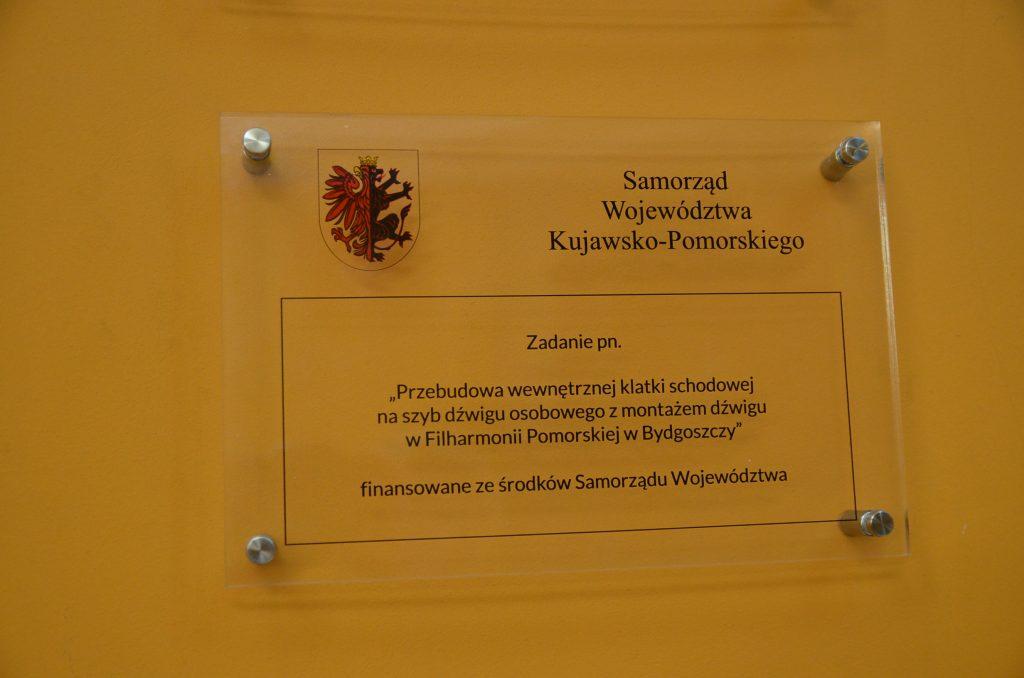 Samorząd
Województwa
Kujawsko-Pomorskiego
Zadanie pn.
„Przebudowa wewnętrznej klatki schodowej
na szyb dźwigu osobowego z montażem dźwigu
w Filharmonii Pomorskiej w Bydgoszczy”
finansowane ze środków Samorządu Województwa